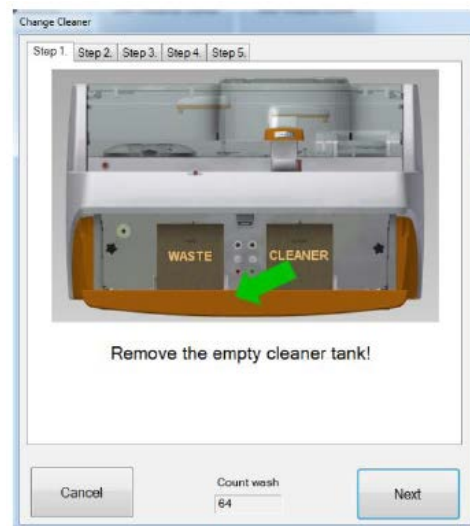 Change Cleaner
Step 1. Step 2. Step 3. Step 4. Step 5.
WASTE CLEANER
Remove the empty cleaner tank!
Cancel
Count wash
64
Next